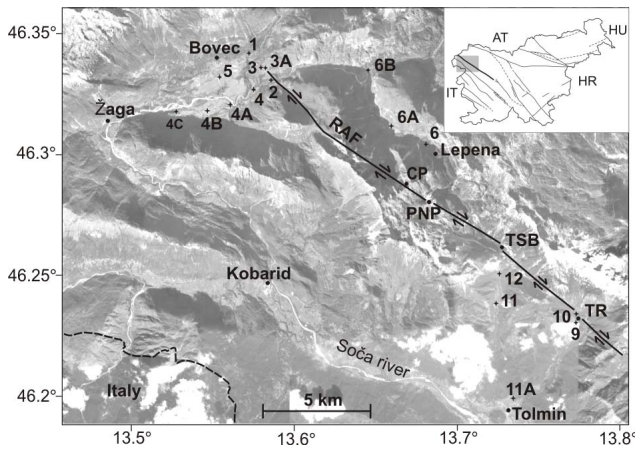 46.35°
46.3°
46.25°
46.2°
13.5°
13.6°
13.7°
13.8°
Bovec
1
3
3A
5
2
4
4A
4B
4C
Žaga
6B
6A
6
Lepena
RAF
CP
PNP
TSB
12
11
10
TR
9
Kobarid
Soča river
11A
Tolmin
Italy
5 km
AT
HU
HR
IT